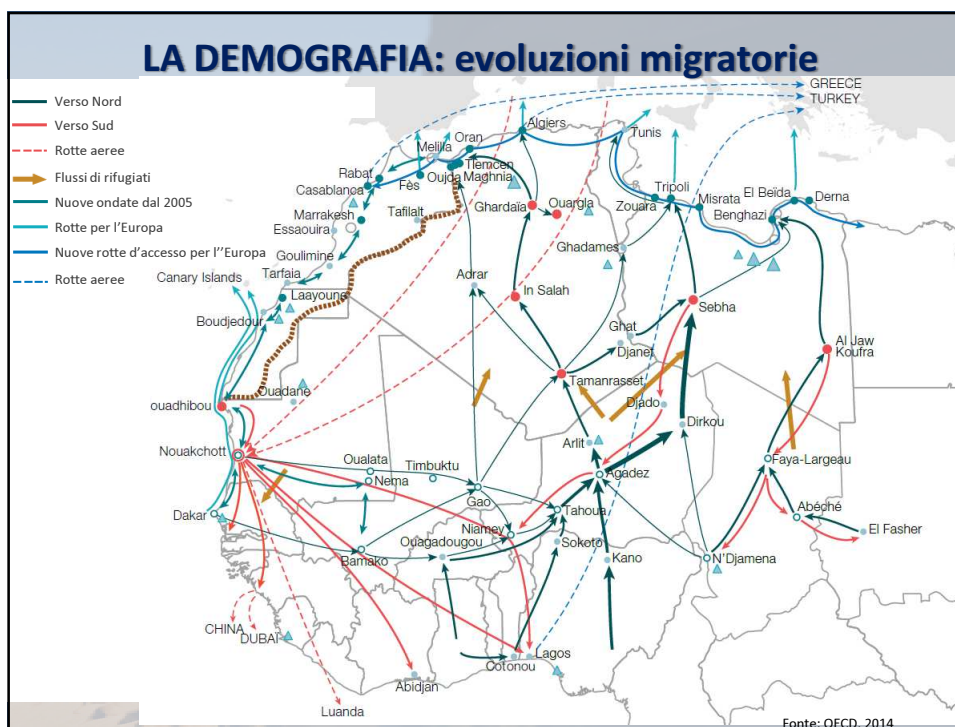 LA DEMOGRAFIA: evoluzioni migratorie
Verso Nord
Verso Sud
Rotte aeree
Flussi di rifugiati
Nuove ondate dal 2005
Rotte per l'Europa
Nuove rotte d'accesso per l''Europa
Rotte aeree
GREECE
TURKEY
Algiers
Tunis
Oran
Melilla
Tlemcen
Rabat
Oujda
Maghnia
Casablanca
Fès
Tripoli
El Beïda
Misrata
Derna
Zouara
Benghazi
Ghardaïa
Ouargla
Marrakesh
Tafilalt
Essaouira
Ghadames
Goulimine
Canary Islands
Tarfaia
Adrar
In Salah
Sebha
Laayoune
Boudjedour
Ghat
Djanet
Al Jaw
Koufra
Tamanrasset
Ouadane
ouadhibou
Djado
Dirkou
Arlit
Nouakchott
Oualata
Timbuktu
Faya-Largeau
Nema
Agadez
Gao
Dakar
Tahoua
Abéché
Niamey
El Fasher
Ouagadougou
Sokoto
Bamako
Kano
N'Djamena
CHINA
DUBAI
Lagos
Cotonou
Abidjan
Luanda
Fonte: OECD, 2014